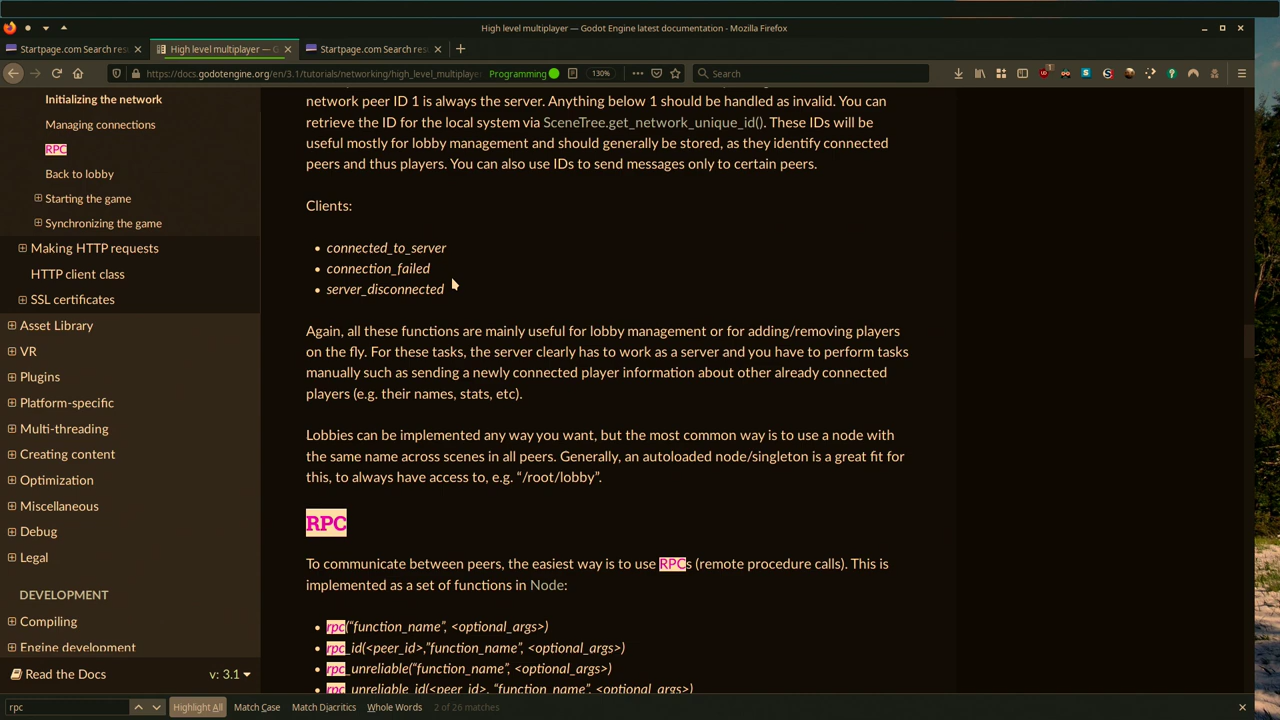 High level multiplayer — Godot Engine latest documentation - Mozilla Firefox
Startpage.com Search res
High level multiplayer — G
Startpage.com Search res
https://docs.godotengine.org/en/3.1/tutorials/networking/high_level_multiplaye
Programming
130%
Search
Initializing the network
Managing connections
RPC
Back to lobby
Starting the game
Synchronizing the game
Making HTTP requests
HTTP client class
SSL certificates
Asset Library
VR
Plugins
Platform-specific
Multi-threading
Creating content
Optimization
Miscellaneous
Debug
Legal
DEVELOPMENT
Compiling
Engine development
Read the Docs
v: 3.1
network peer ID 1 is always the server. Anything below 1 should be handled as invalid. You can
retrieve the ID for the local system via SceneTree.get_network_unique_id(). These IDs will be
useful mostly for lobby management and should generally be stored, as they identify connected
peers and thus players. You can also use IDs to send messages only to certain peers.
Clients:
• connected_to_server
• connection_failed
• server_disconnected
Again, all these functions are mainly useful for lobby management or for adding/removing players
on the fly. For these tasks, the server clearly has to work as a server and you have to perform tasks
manually such as sending a newly connected player information about other already connected
players (e.g. their names, stats, etc).
Lobbies can be implemented any way you want, but the most common way is to use a node with
the same name across scenes in all peers. Generally, an autoloaded node/singleton is a great fit for
this, to always have access to, e.g. “/root/lobby”.
RPC
To communicate between peers, the easiest way is to use RPCs (remote procedure calls). This is
implemented as a set of functions in Node:
• rpc(“function_name”, <optional_args>)
• rpc_id(<peer_id>,“function_name”, <optional_args>)
• rpc_unreliable(“function_name”, <optional_args>)
• rpc_unreliable_id(<peer_id>, “function_name”, <optional_args>)
rpc
Highlight All
Match Case
Match Diacritics
Whole Words
2 of 26 matches